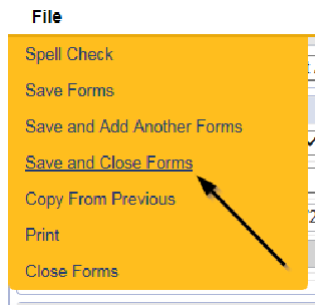 File
Spell Check
Save Forms
Save and Add Another Forms
Save and Close Forms
Copy From Previous
Print
Close Forms